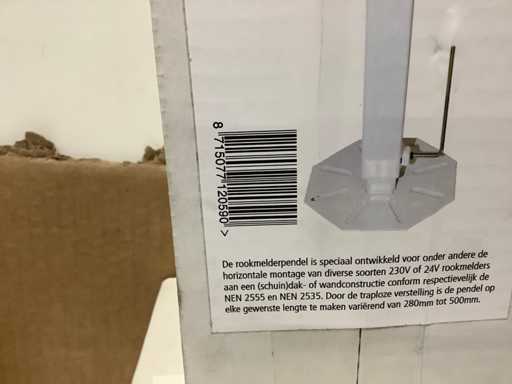 8 715077 120590 >
De rookmelderpendel is speciaal ontwikkeld voor onder andere de
horizontale montage van diverse soorten 230V of 24V rookmelders
aan een (schuin)dak- of wandconstructie conform respectievelijk de
NEN 2555 en NEN 2535. Door de traploze verstelling is de pendel op
elke gewenste lengte te maken variërend van 280mm tot 500mm.